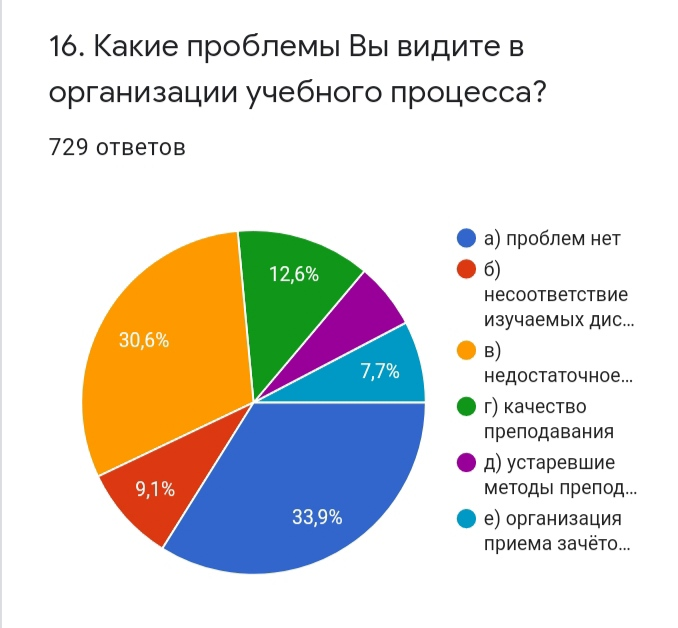 16. Какие проблемы Вы видите в
организации учебного процесса?
729 ответов
а) проблем нет
б)
несоответствие
изучаемых дис...
в)
недостаточное...
г) качество
преподавания
д) устаревшие
методы препод...
е) организация
приема зачёто...
12,6%
30,6%
7,7%
9,1%
33,9%